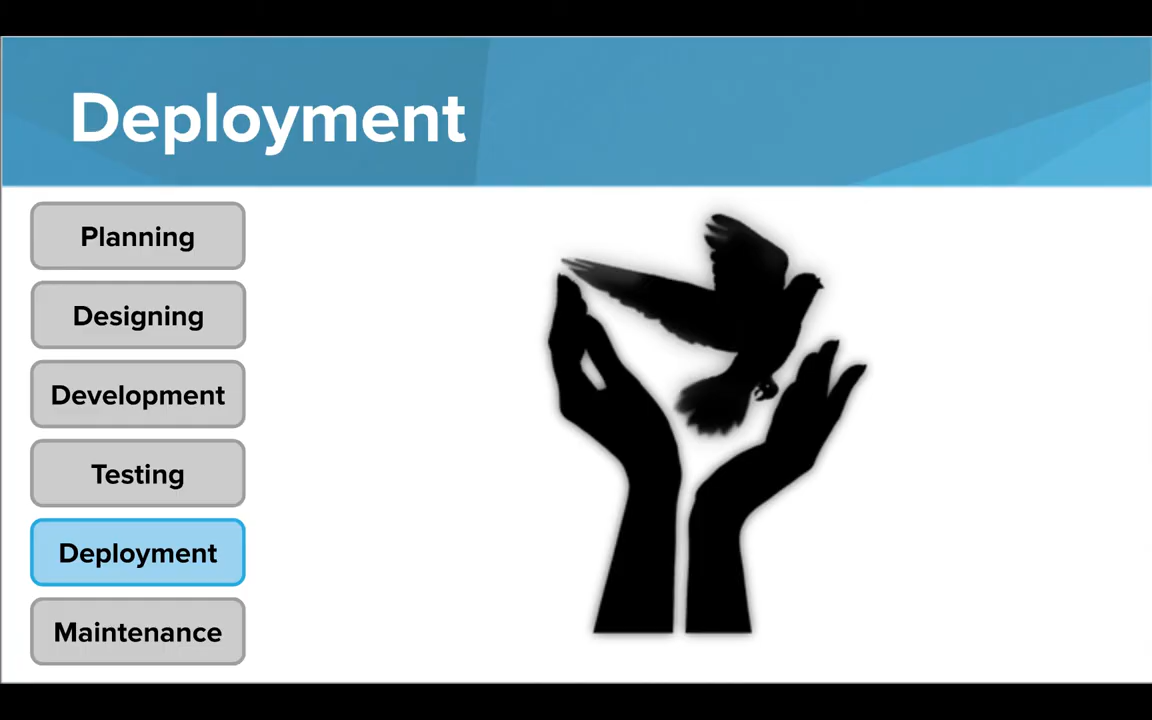 Deployment
Planning
Designing
Development
Testing
Deployment
Maintenance